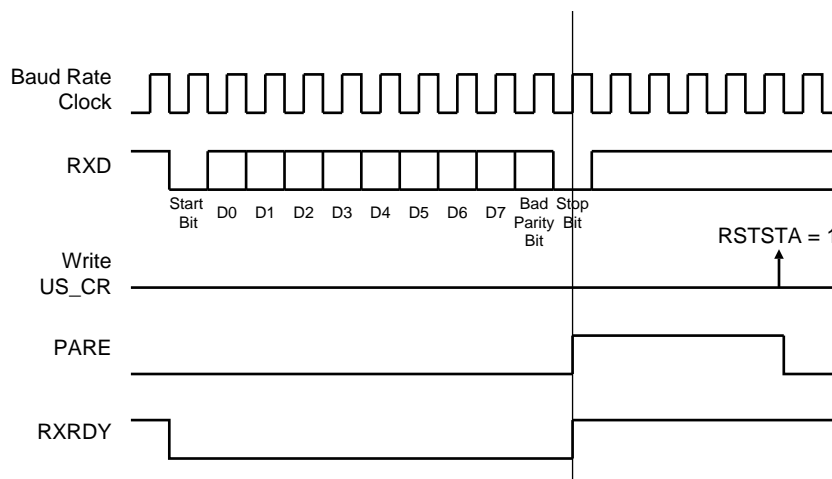 Baud Rate
Clock
RXD
Start
Bit
D0
D1
D2
D3
D4
D5
D6
D7
Bad
Parity
Bit
Stop
Bit
RSTSTA = 1
Write
US_CR
PARE
RXRDY